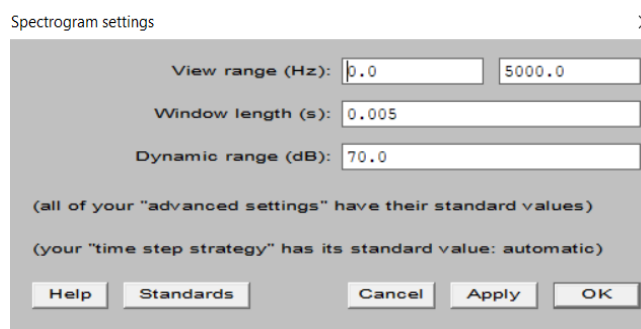 Spectrogram settings
View range (Hz): 0.0 5000.0
Window length (s): 0.005
Dynamic range (dB): 70.0
(all of your "advanced settings" have their standard values)
(your "time step strategy" has its standard value: automatic)
Help Standards Cancel Apply OK